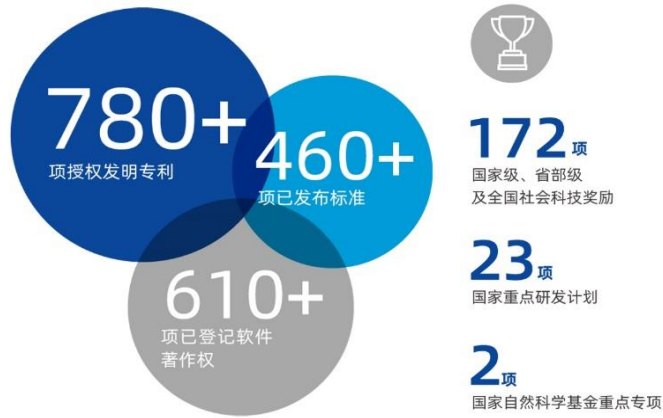 780+
项授权发明专利
460+
项已发布标准
610+
项已登记软件
著作权
172项
国家级、省部级
及全国社会科技奖励
23项
国家重点研发计划
2项
国家自然科学基金重点专项